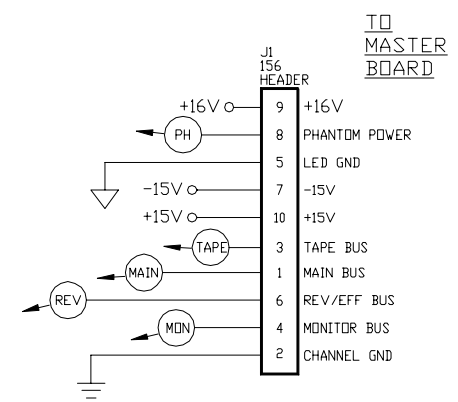 TO
MASTER
BOARD
J1
156
HEADER
+16V 9 +16V
PH 8 PHANTOM POWER
5 LED GND
-15V 7 -15V
+15V 10 +15V
TAPE 3 TAPE BUS
MAIN 1 MAIN BUS
REV 6 REV/EFF BUS
MON 4 MONITOR BUS
2 CHANNEL GND